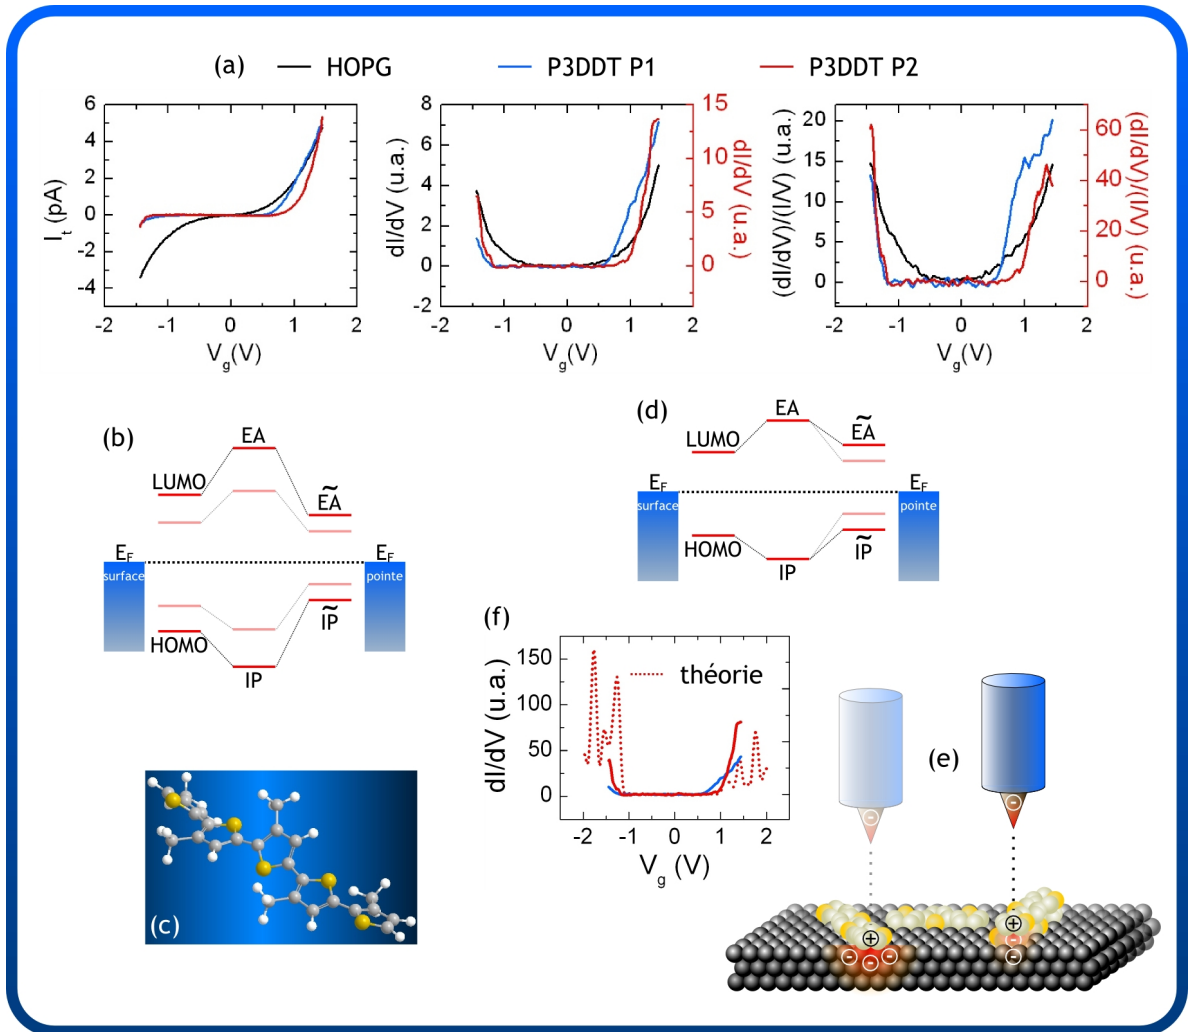 (a) HOPG P3DDT P1 P3DDT P2
I_t (pA)
6
4
2
0
-2
-4
-2 -1 0 1 2
V_g(V)
dI/dV (u.a.)
8
6
4
2
0
-2
-2 -1 0 1 2
V_g(V)
15
10
5
0
dI/dV (u.a.)
(dI/dV)/(I/V) (u.a.)
20
15
10
5
0
-2 -1 0 1 2
V_g(V)
60
40
20
0
(dI/dV)/(I/V) (u.a.)
(b)
EA
LUMO
ẼA
E_F E_F
surface pointe
HOMO
ĨP
IP
(d)
EA
LUMO
ẼA
E_F E_F
surface pointe
HOMO
ĨP
IP
(c)
(f)
dI/dV (u.a.)
150
100
50
0
théorie
-2 -1 0 1 2
V_g (V)
(e)
- -
+ +
- - - -
-